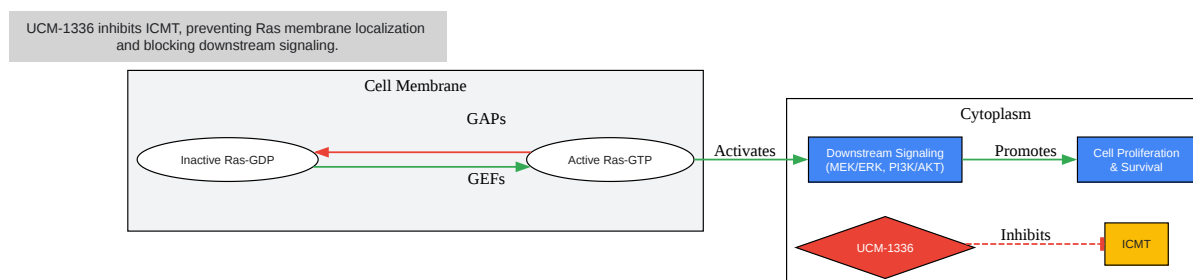 UCM-1336 inhibits ICMT, preventing Ras membrane localization
and blocking downstream signaling.
Cell Membrane
GAPs
Inactive Ras-GDP
Active Ras-GTP
GEFs
Activates
Cytoplasm
Downstream Signaling
(MEK/ERK, PI3K/AKT)
Promotes
Cell Proliferation
& Survival
UCM-1336
Inhibits
ICMT